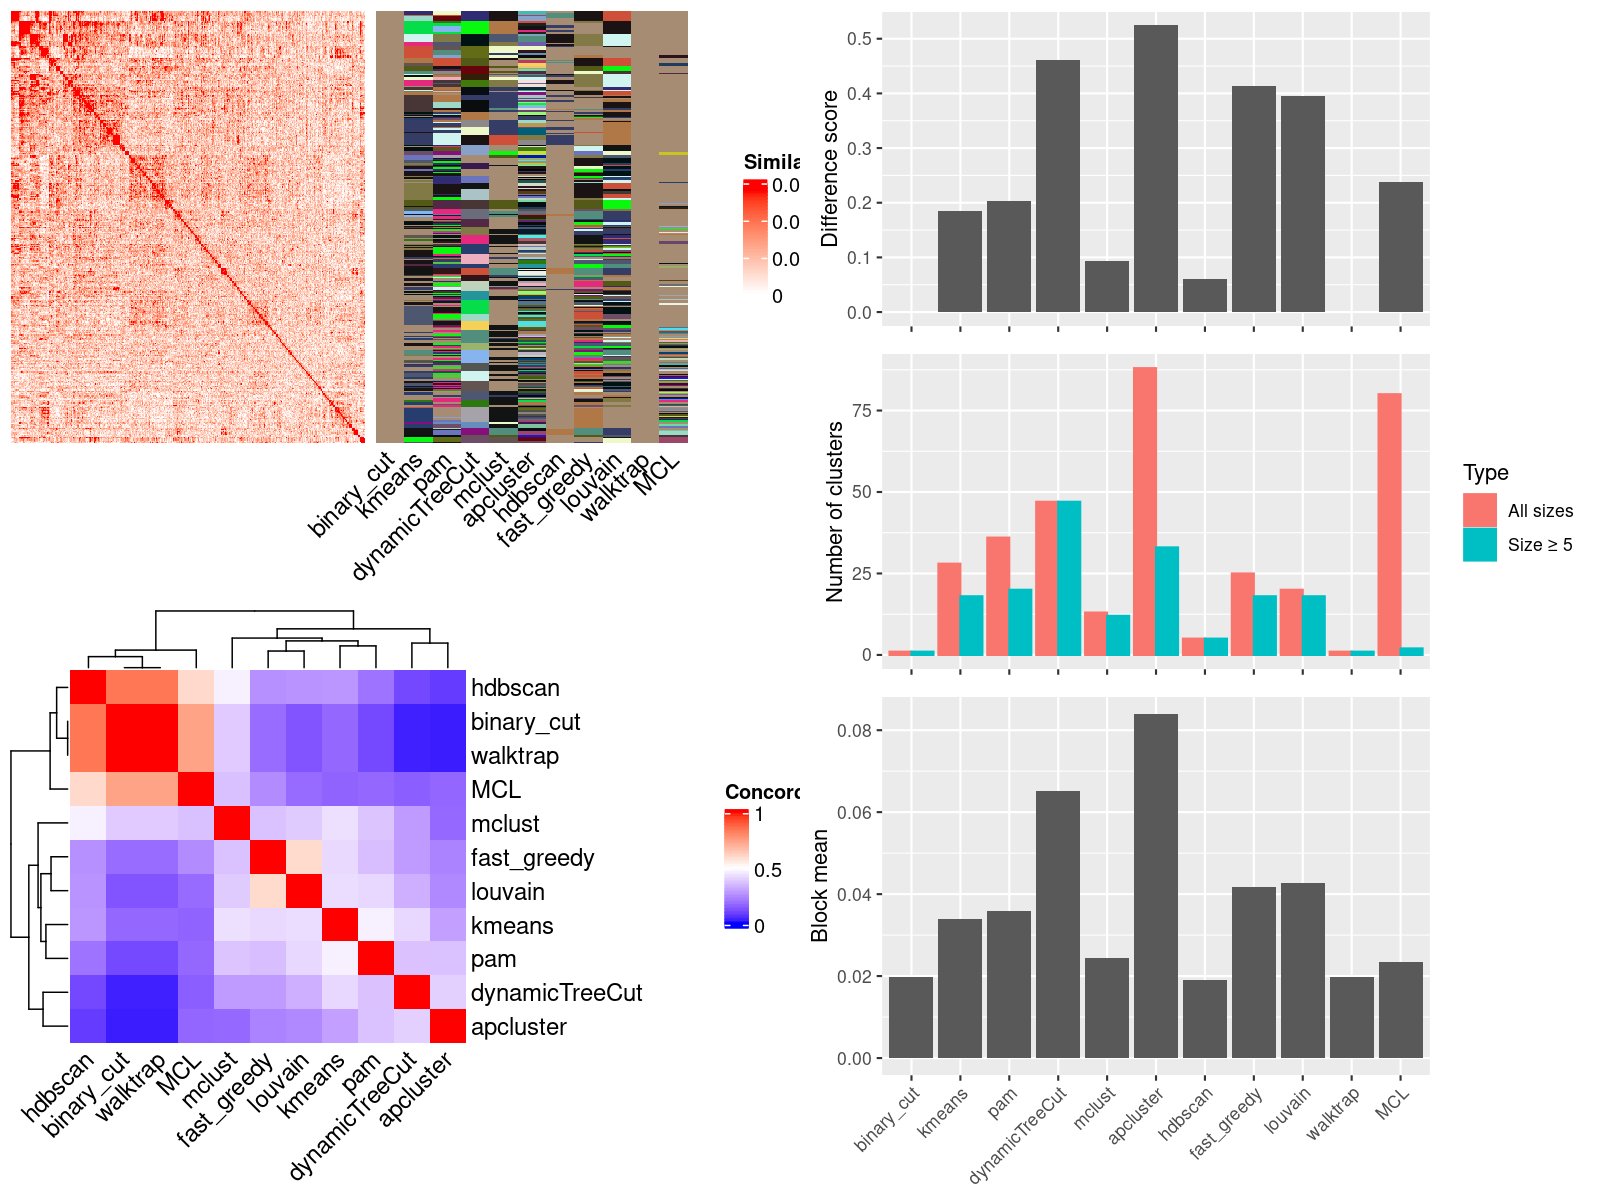 Simila
0.0
0.0
0.0
0
binary_cut
kmeans
pam
dynamicTreeCut
mclust
apcluster
hdbscan
fast_greedy
louvain
walktrap
MCL
hdbscan
binary_cut
walktrap
MCL
mclust
fast_greedy
louvain
kmeans
pam
dynamicTreeCut
apcluster
hdbscan
binary_cut
walktrap
MCL
mclust
fast_greedy
louvain
kmeans
pam
dynamicTreeCut
apcluster
Concord
1
0.5
0
Difference score
0.5
0.4
0.3
0.2
0.1
0.0
Number of clusters
75
50
25
0
Type
All sizes
Size ≥ 5
Block mean
0.08
0.06
0.04
0.02
0.00
binary_cut
kmeans
pam
dynamicTreeCut
mclust
apcluster
hdbscan
fast_greedy
louvain
walktrap
MCL